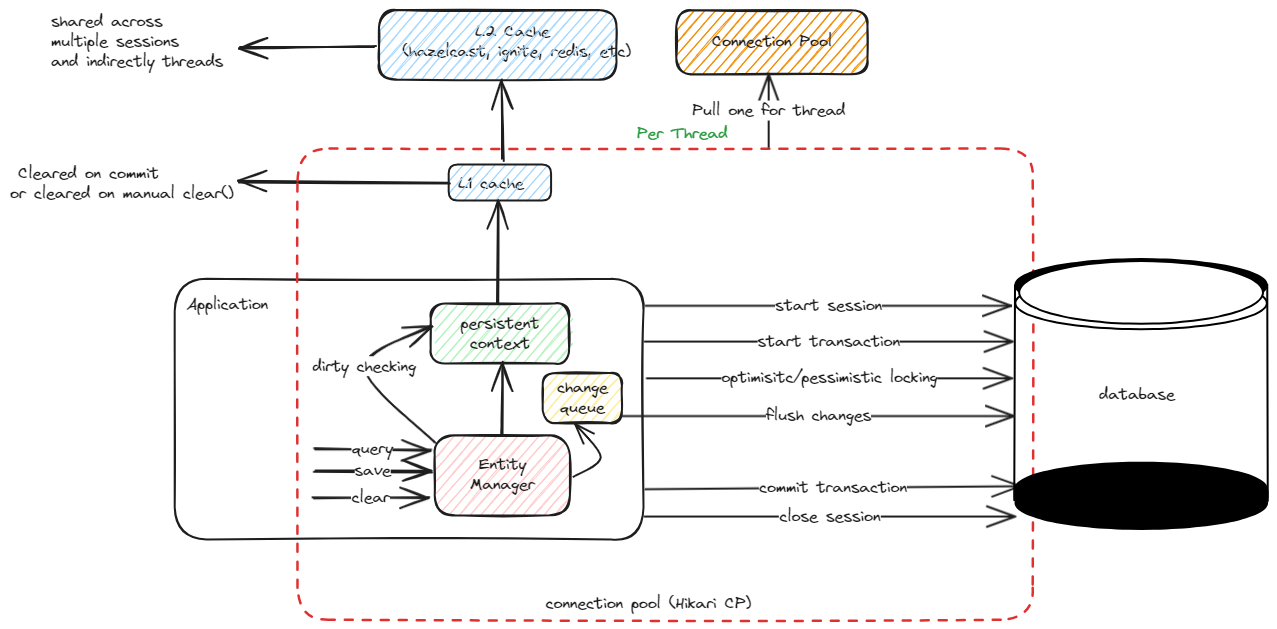 shared across
multiple sessions
and indirectly threads
L2 Cache
(hazelcast, ignite, redis, etc)
Connection Pool
Pull one for thread
Per Thread
Cleared on commit
or cleared on manual clear()
L1 cache
Application
persistent
context
dirty checking
change
queue
query
save
clear
Entity
Manager
start session
start transaction
optimisitc/pessimistic locking
flush changes
commit transaction
close session
database
connection pool (Hikari CP)